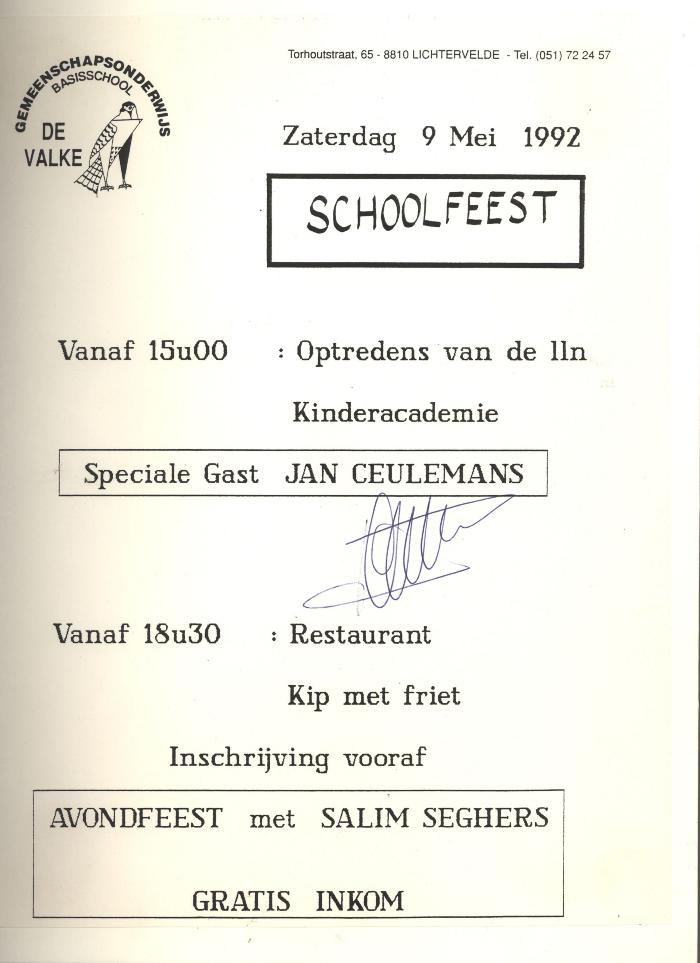 Torhoutstraat, 65 - 8810 LICHTERVELDE - Tel. (051) 72 24 57
GEMEENSCHAPSONDERWIJS
BASISSCHOOL
DE
VALKE
Zaterdag 9 Mei 1992
SCHOOLFEEST
Vanaf 15u00 : Optredens van de lln
Kinderacademie
Speciale Gast JAN CEULEMANS
Vanaf 18u30 : Restaurant
Kip met friet
Inschrijving vooraf
AVONDFEEST met SALIM SEGHERS
GRATIS INKOM